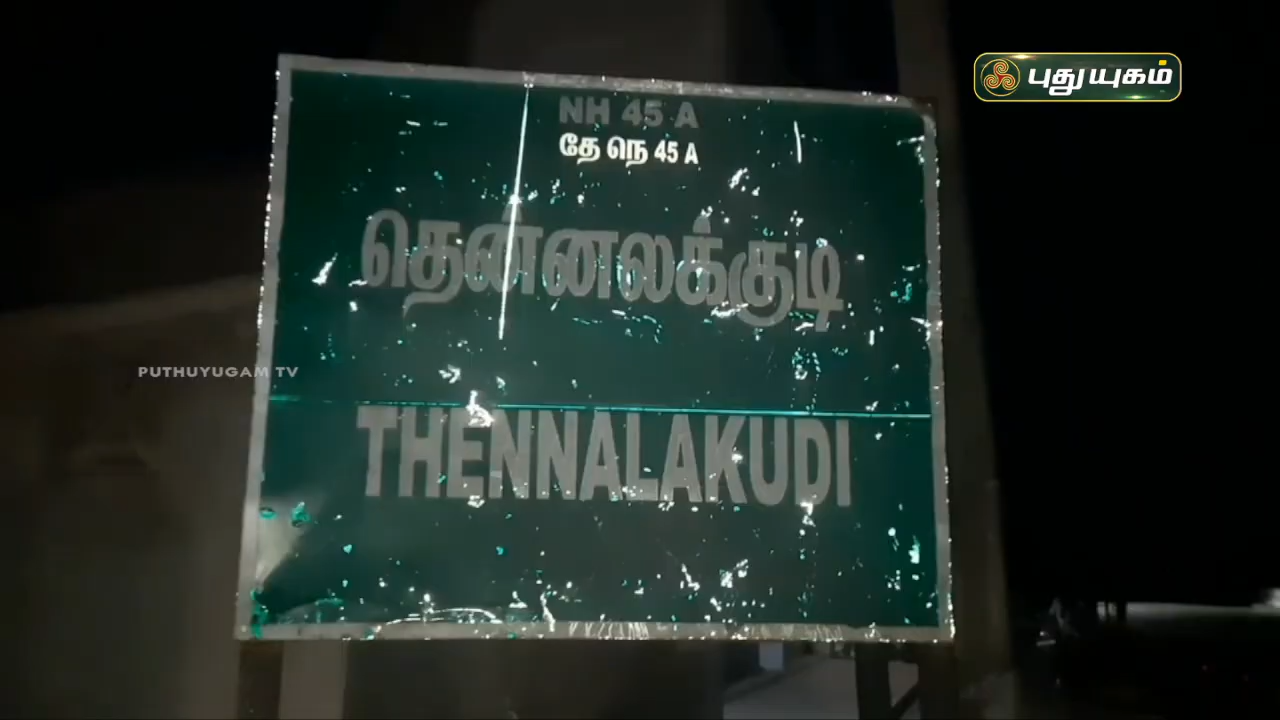 புதுயுகம்
NH 45 A
தே நெ 45 A
தென்னலக்குடி
PUTHUYUGAM TV
THENNALAKUDI